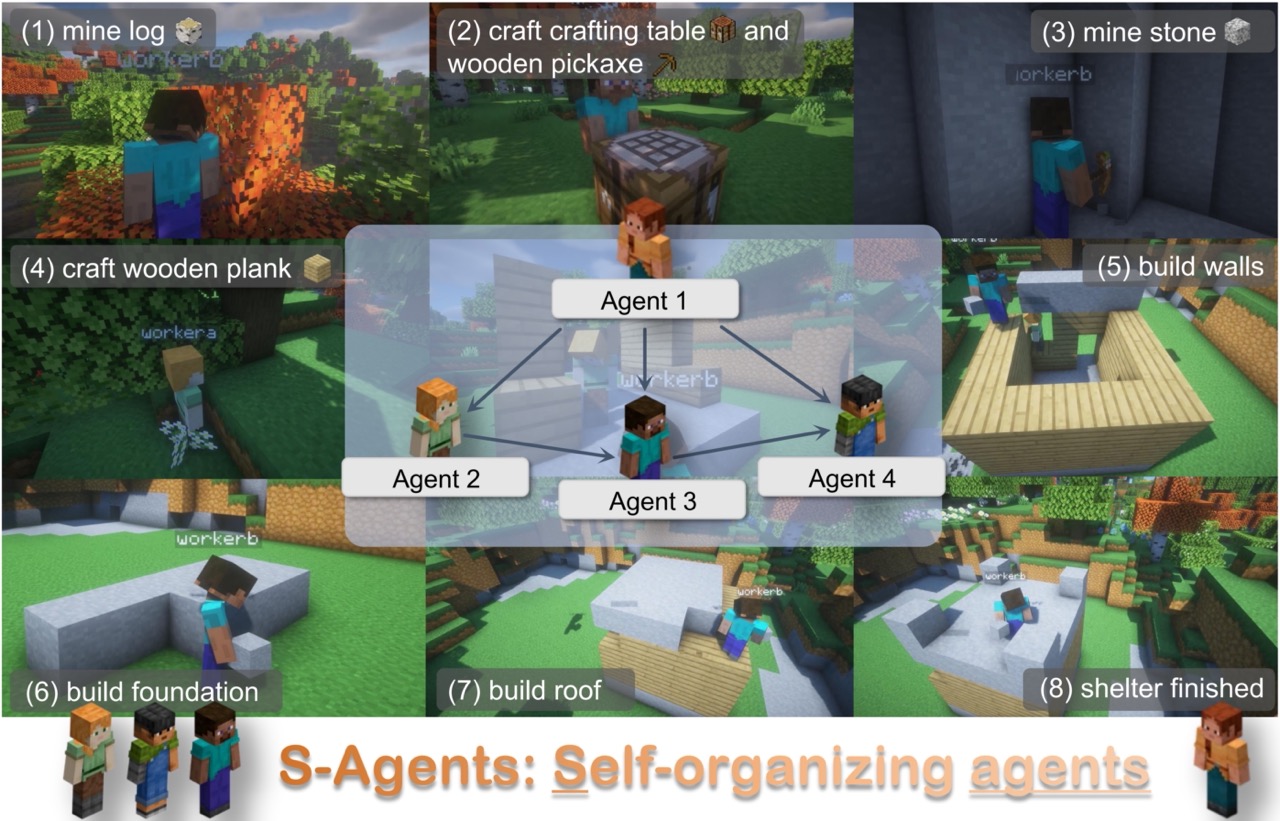 (1) mine log
workerb
(2) craft crafting table and
wooden pickaxe
(3) mine stone
orkerb
(4) craft wooden plank
workera
Agent 1
workerb
Agent 2
Agent 3
Agent 4
workerb
(5) build walls
workerb
(6) build foundation
workerb
(7) build roof
workerb
(8) shelter finished
S-Agents: Self-organizing agents